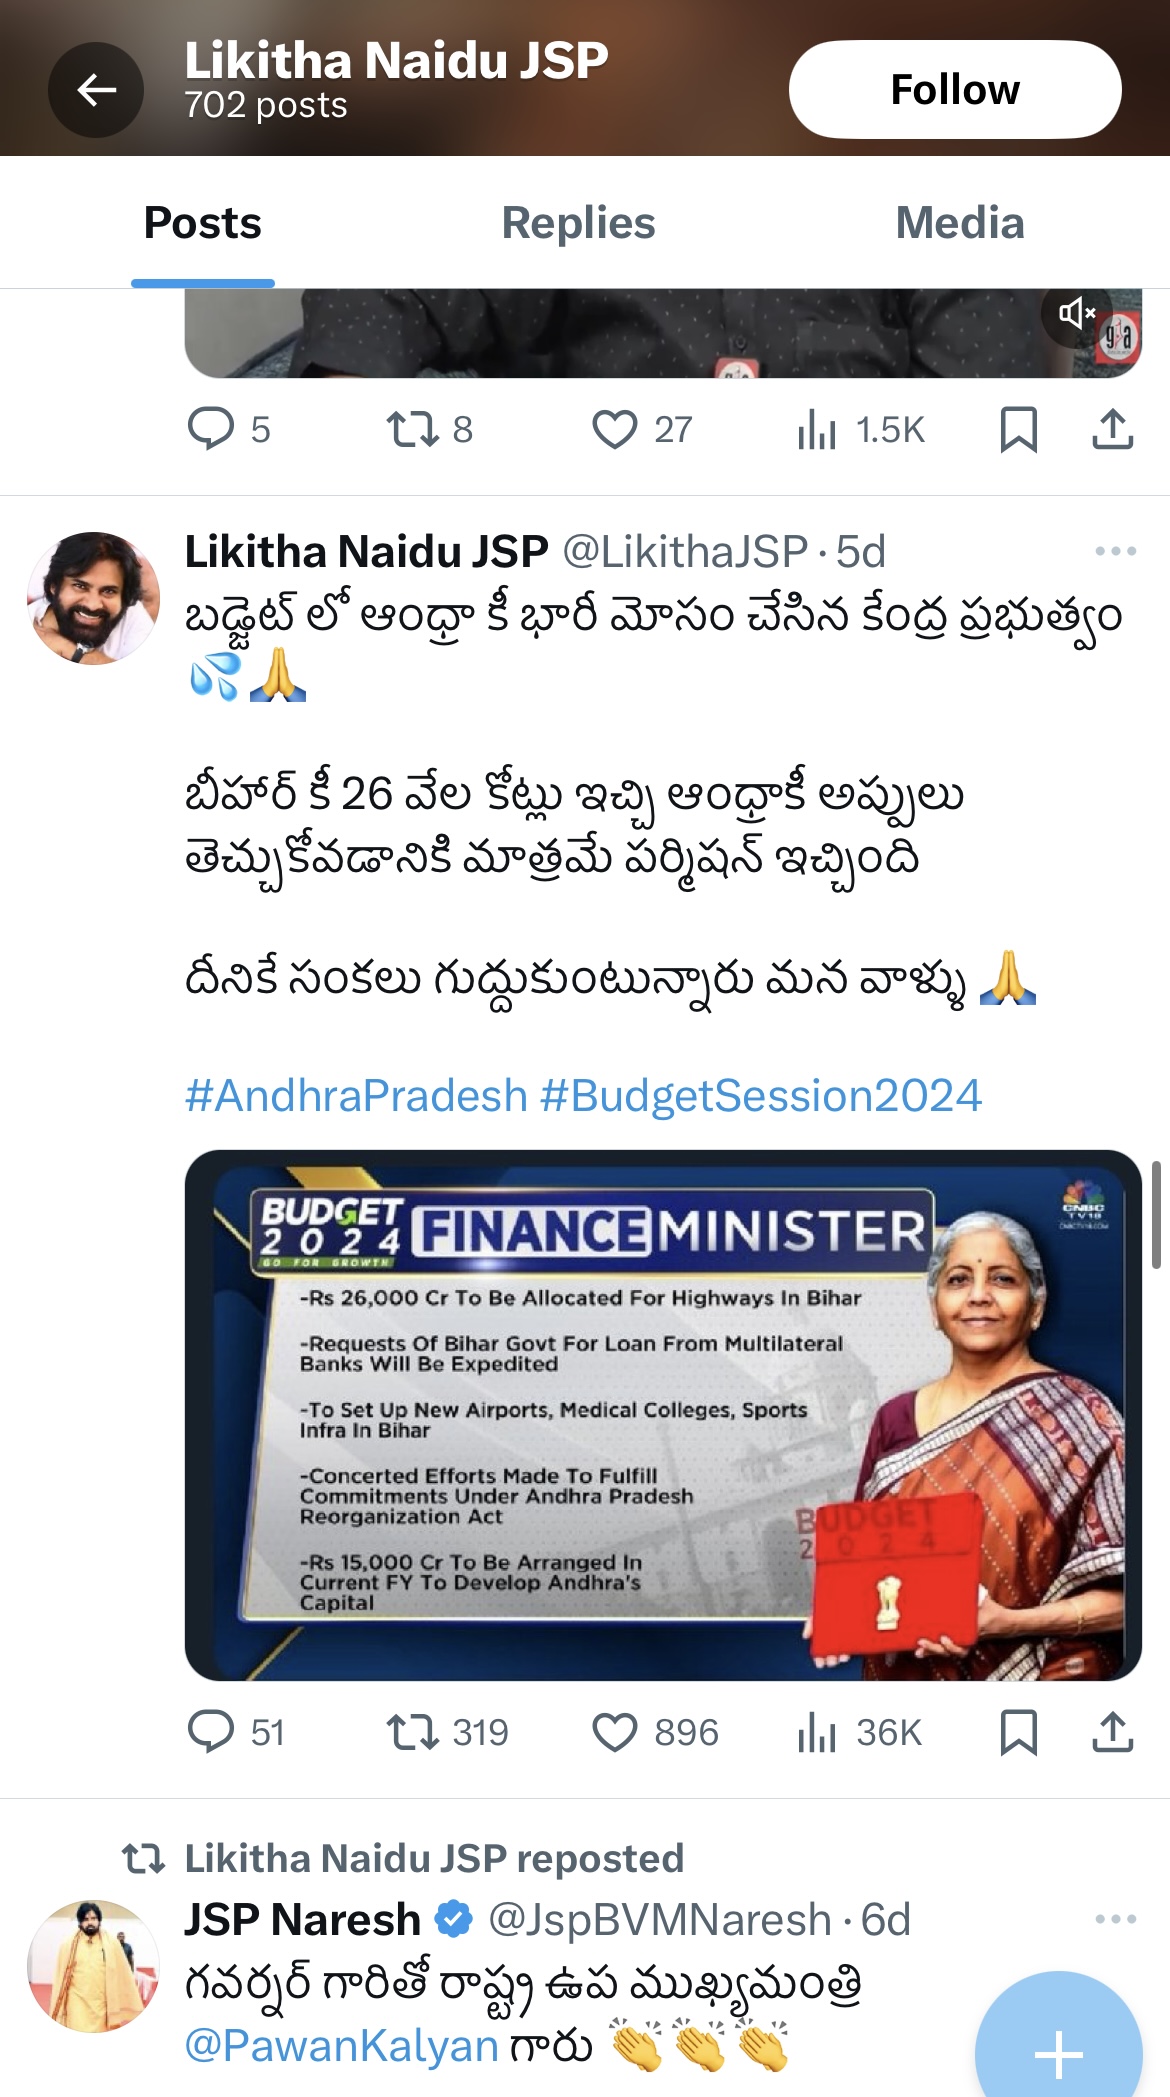 Likitha Naidu JSP
702 posts
Follow
Posts Replies Media
g a
5 8 27 1.5K
Likitha Naidu JSP @LikithaJSP · 5d
బడ్జెట్ లో ఆంధ్రా కీ భారీ మోసం చేసిన కేంద్ర ప్రభుత్వం
💦🙏
బీహార్ కీ 26 వేల కోట్లు ఇచ్చి ఆంధ్రాకీ అప్పులు
తెచ్చుకోవడానికి మాత్రమే పర్మిషన్ ఇచ్చింది
దీనికే సంకలు గుద్దుకుంటున్నారు మన వాళ్ళు 🙏
#AndhraPradesh #BudgetSession2024
BUDGET
2024
GO FOR GROWTH
FINANCE MINISTER
CNBC
TV18
-Rs 26,000 Cr To Be Allocated For Highways In Bihar
-Requests Of Bihar Govt For Loan From Multilateral
Banks Will Be Expedited
-To Set Up New Airports, Medical Colleges, Sports
Infra In Bihar
-Concerted Efforts Made To Fulfill
Commitments Under Andhra Pradesh
Reorganization Act
-Rs 15,000 Cr To Be Arranged In
Current FY To Develop Andhra's
Capital
BUDGET
2024
51 319 896 36K
Likitha Naidu JSP reposted
JSP Naresh @JspBVMNaresh · 6d
గవర్నర్ గారితో రాష్ట్ర ఉప ముఖ్యమంత్రి
@PawanKalyan గారు 👏👏👏